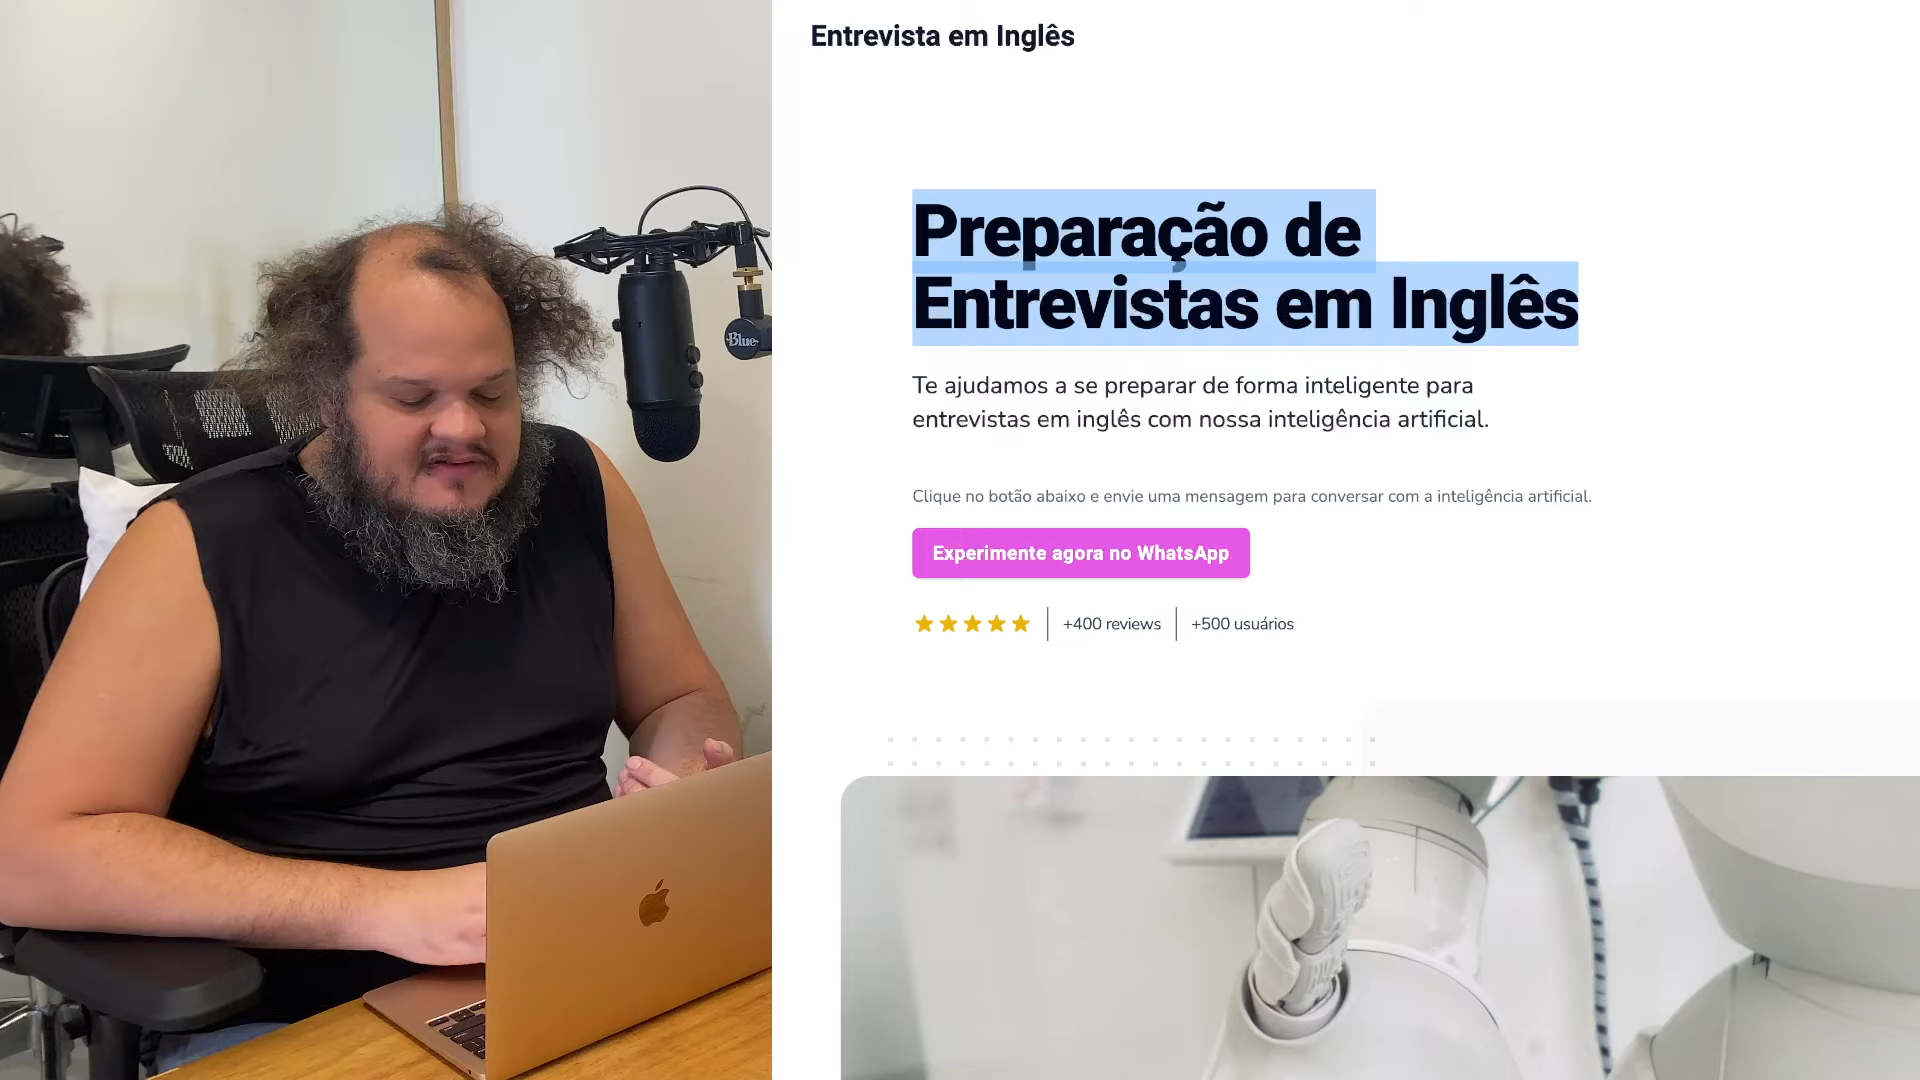 Entrevista em Inglês
Preparação de
Entrevistas em Inglês
Te ajudamos a se preparar de forma inteligente para
entrevistas em inglês com nossa inteligência artificial.
Clique no botão abaixo e envie uma mensagem para conversar com a inteligência artificial.
Experimente agora no WhatsApp
+400 reviews
+500 usuários
Blue